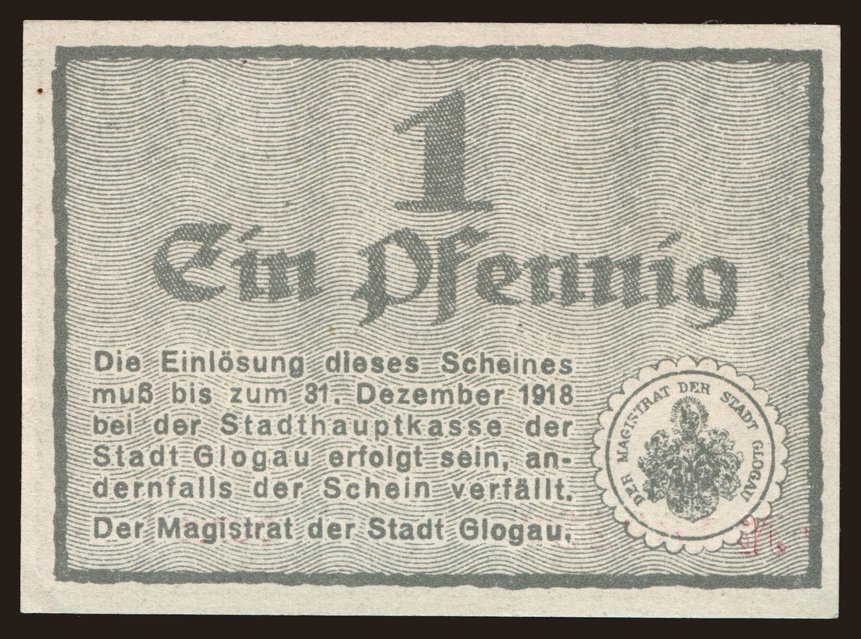 1
Ein Pfennig
Die Einlösung dieses Scheines
muß bis zum 31. Dezember 1918
bei der Stadthauptkasse der
Stadt Glogau erfolgt sein, an-
dernfalls der Schein verfällt.
Der Magistrat der Stadt Glogau.
DER MAGISTRAT DER STADT GLOGAU